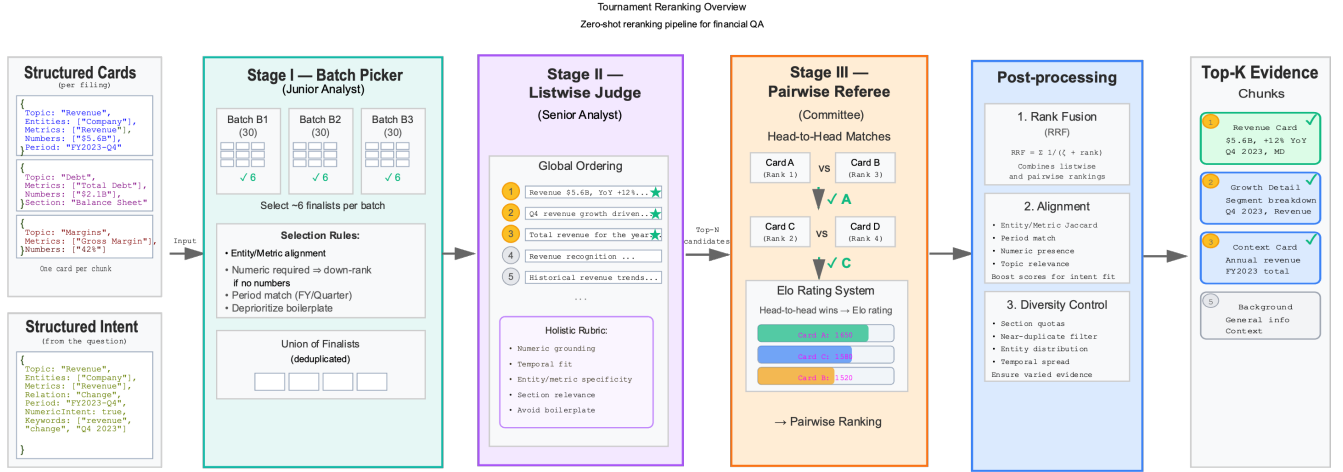 Tournament Reranking Overview
Zero-shot reranking pipeline for financial QA
Structured Cards
(per filing)
{
Topic: "Revenue",
Entities: ["Company"],
Metrics: ["Revenue"],
Numbers: ["$5.6B"],
Period: "FY2023-Q4"
}
{
Topic: "Debt",
Metrics: ["Total Debt"],
Numbers: ["$2.1B"]
}Section: "Balance Sheet"
{
Topic: "Margins",
Metrics: ["Gross Margin"],
}Numbers: ["42%"]
One card per chunk
Structured Intent
(from the question)
{
Topic: "Revenue",
Entities: ["Company"],
Metrics: ["Revenue"],
Relation: "Change",
Period: "FY2023-Q4",
NumericIntent: true,
Keywords: ["revenue",
"change", "Q4 2023"]
}
Input
Stage I — Batch Picker
(Junior Analyst)
Batch B1
(30)
✓ 6
Batch B2
(30)
✓ 6
Batch B3
(30)
✓ 6
Select ~6 finalists per batch
Selection Rules:
• Entity/Metric alignment
• Numeric required ⇒ down-rank
if no numbers
• Period match (FY/Quarter)
• Deprioritize boilerplate
Union of Finalists
(deduplicated)
Stage II —
Listwise Judge
(Senior Analyst)
Global Ordering
1 Revenue $5.6B, YoY +12%...
2 Q4 revenue growth driven...
3 Total revenue for the year...
4 Revenue recognition ...
5 Historical revenue trends...
...
Holistic Rubric:
• Numeric grounding
• Temporal fit
• Entity/metric specificity
• Section relevance
• Avoid boilerplate
Top-N
candidates
Stage III —
Pairwise Referee
(Committee)
Head-to-Head Matches
Card A
(Rank 1)
vs
Card B
(Rank 3)
✓ A
Card C
(Rank 2)
vs
Card D
(Rank 4)
✓ C
Elo Rating System
Head-to-head wins → Elo rating
Card A: 1650
Card C: 1580
Card B: 1520
→ Pairwise Ranking
Post-processing
1. Rank Fusion
(RRF)
RRF = Σ 1/(ζ + rank)
Combines listwise
and pairwise rankings
2. Alignment
• Entity/Metric Jaccard
• Period match
• Numeric presence
• Topic relevance
Boost scores for intent fit
3. Diversity Control
• Section quotas
• Near-duplicate filter
• Entity distribution
• Temporal spread
Ensure varied evidence
Top-K Evidence
Chunks
1
Revenue Card
$5.6B, +12% YoY
Q4 2023, MD
2
Growth Detail
Segment breakdown
Q4 2023, Revenue
3
Context Card
Annual revenue
FY2023 total
5
Background
General info
Context